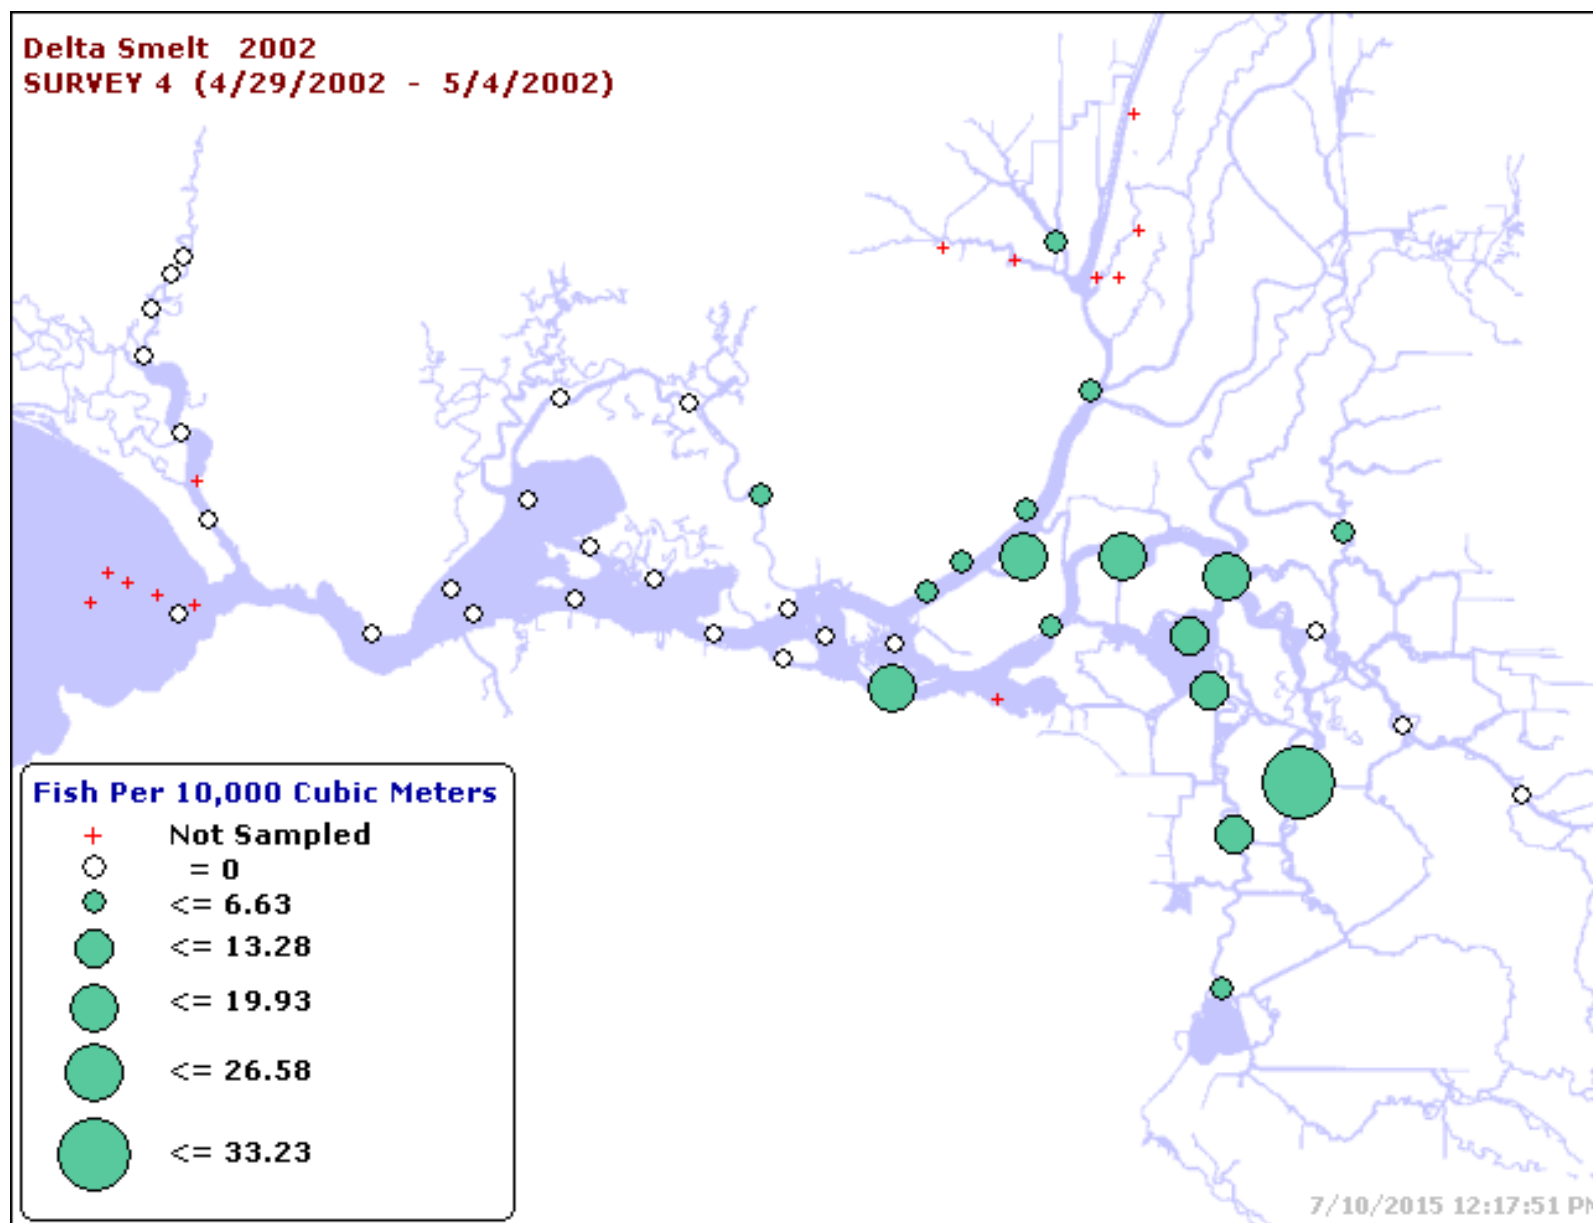 Delta Smelt 2002
SURVEY 4 (4/29/2002 - 5/4/2002)
Fish Per 10,000 Cubic Meters
Not Sampled
= 0
<= 6.63
<= 13.28
<= 19.93
<= 26.58
<= 33.23
7/10/2015 12:17:51 PM